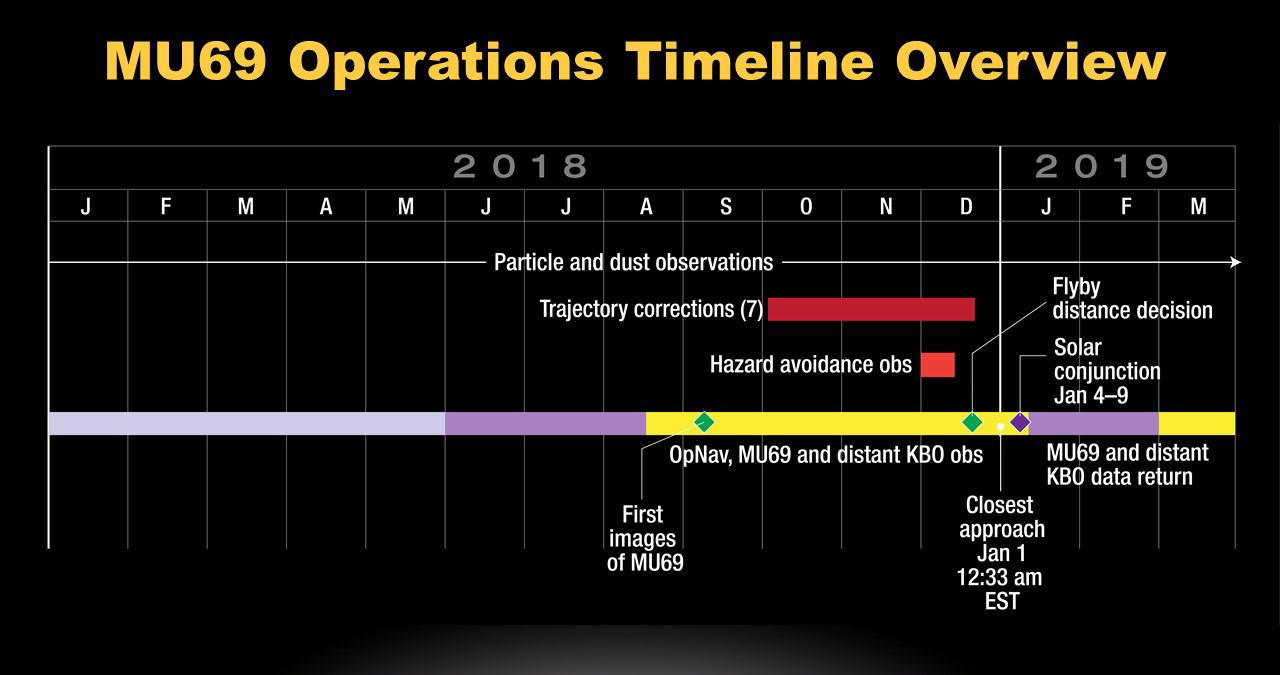 MU69 Operations Timeline Overview
2018 2019
J F M A M J J A S O N D J F M
Particle and dust observations
Trajectory corrections (7)
Flyby
distance decision
Hazard avoidance obs
Solar
conjunction
Jan 4–9
OpNav, MU69 and distant KBO obs
MU69 and distant
KBO data return
First
images
of MU69
Closest
approach
Jan 1
12:33 am
EST